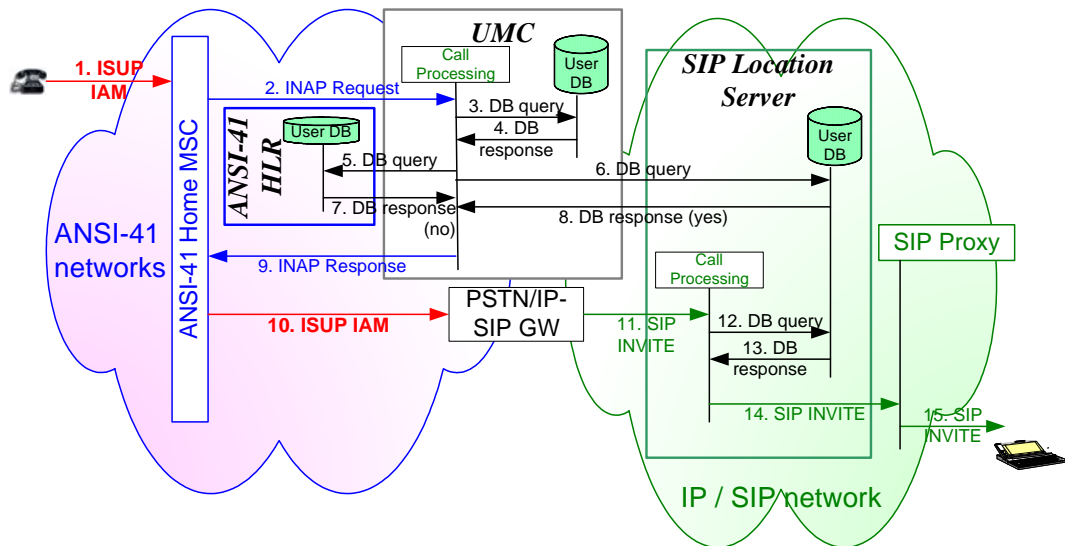 UMC
Call
Processing
User
DB
SIP Location
Server
1. ISUP
IAM
2. INAP Request
3. DB query
4. DB
response
User DB
ANSI-41
HLR
5. DB query
6. DB query
User
DB
7. DB response
(no)
8. DB response (yes)
ANSI-41
networks
ANSI-41 Home MSC
9. INAP Response
SIP Proxy
Call
Processing
10. ISUP IAM
PSTN/IP-
SIP GW
11. SIP
INVITE
12. DB query
13. DB
response
14. SIP INVITE
15. SIP
INVITE
IP / SIP network